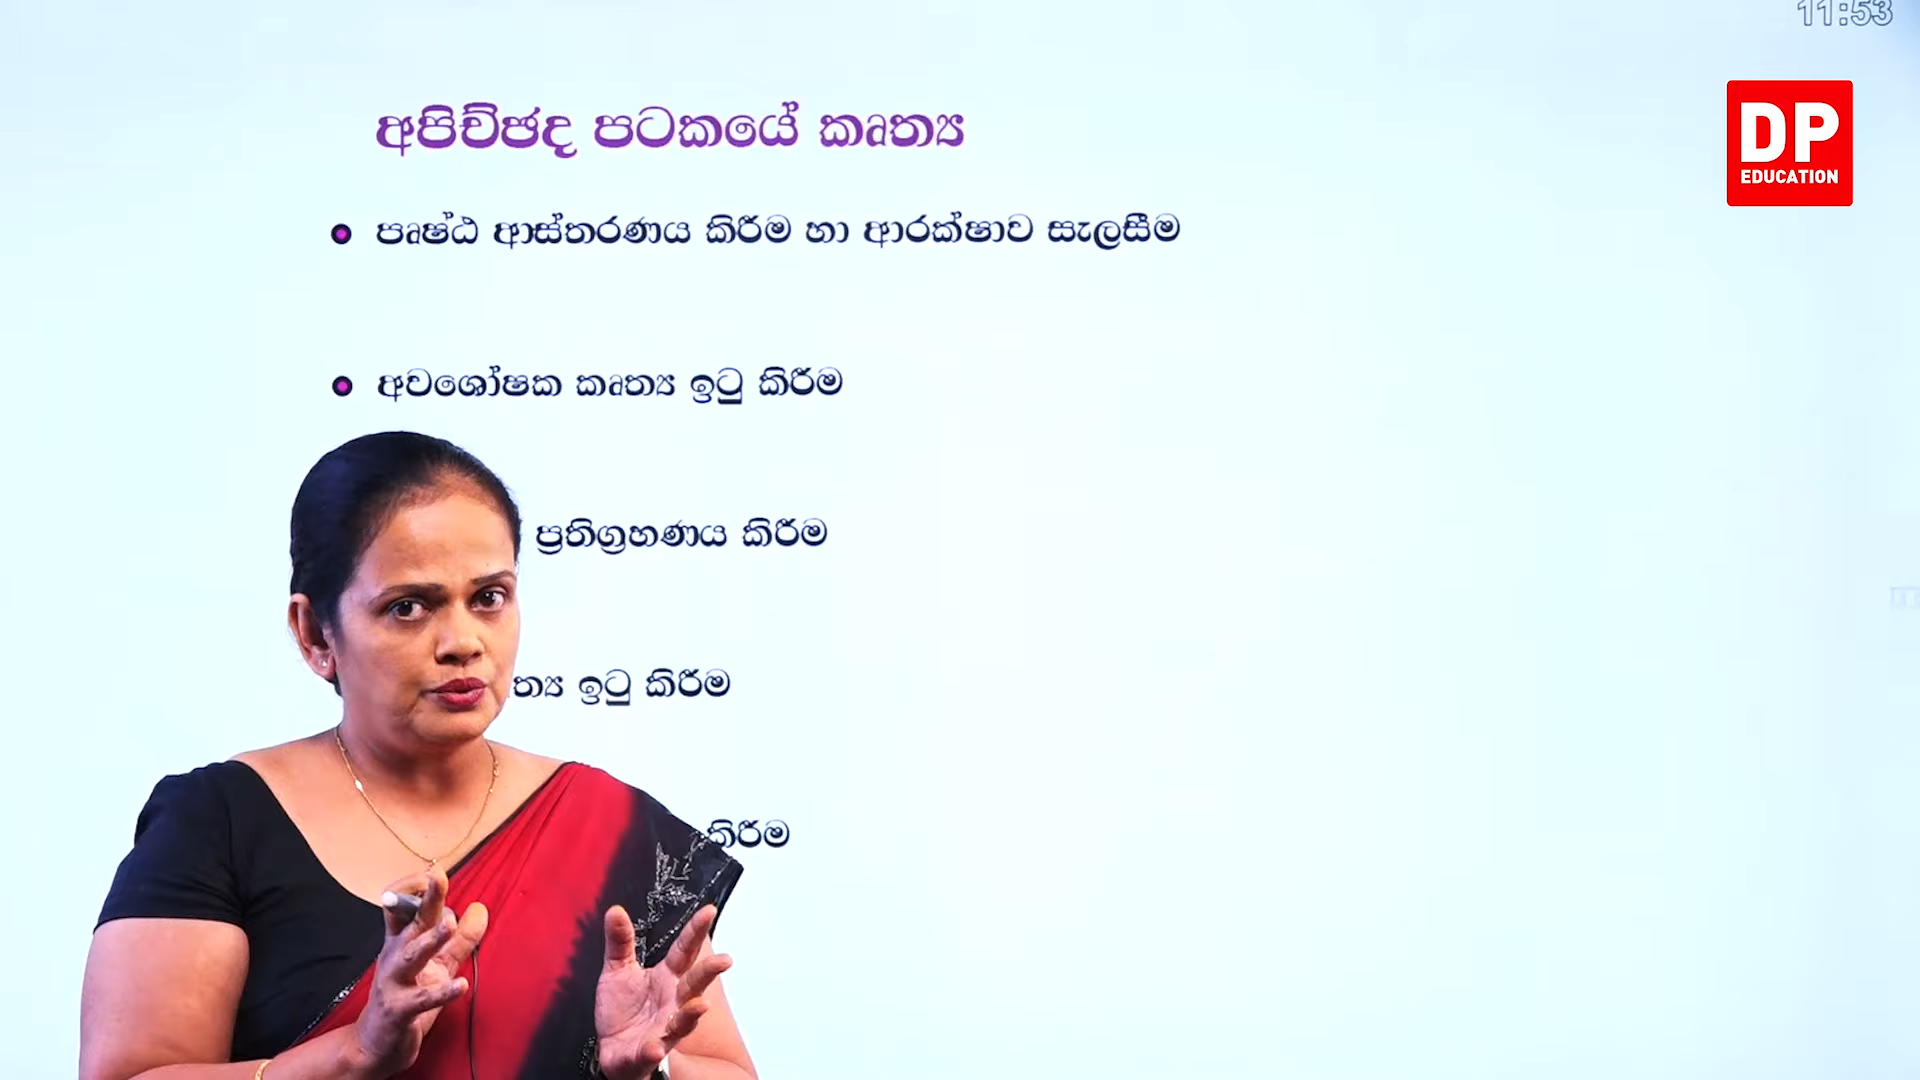 11:53
DP
EDUCATION
අපිච්ඡද පටකයේ කෘත්‍ය
පෘෂ්ඨ ආස්තරණය කිරීම හා ආරක්ෂාව සැලසීම
අවශෝෂක කෘත්‍ය ඉටු කිරීම
ප්‍රතිග්‍රහණය කිරීම
ඉටු කිරීම
කිරීම